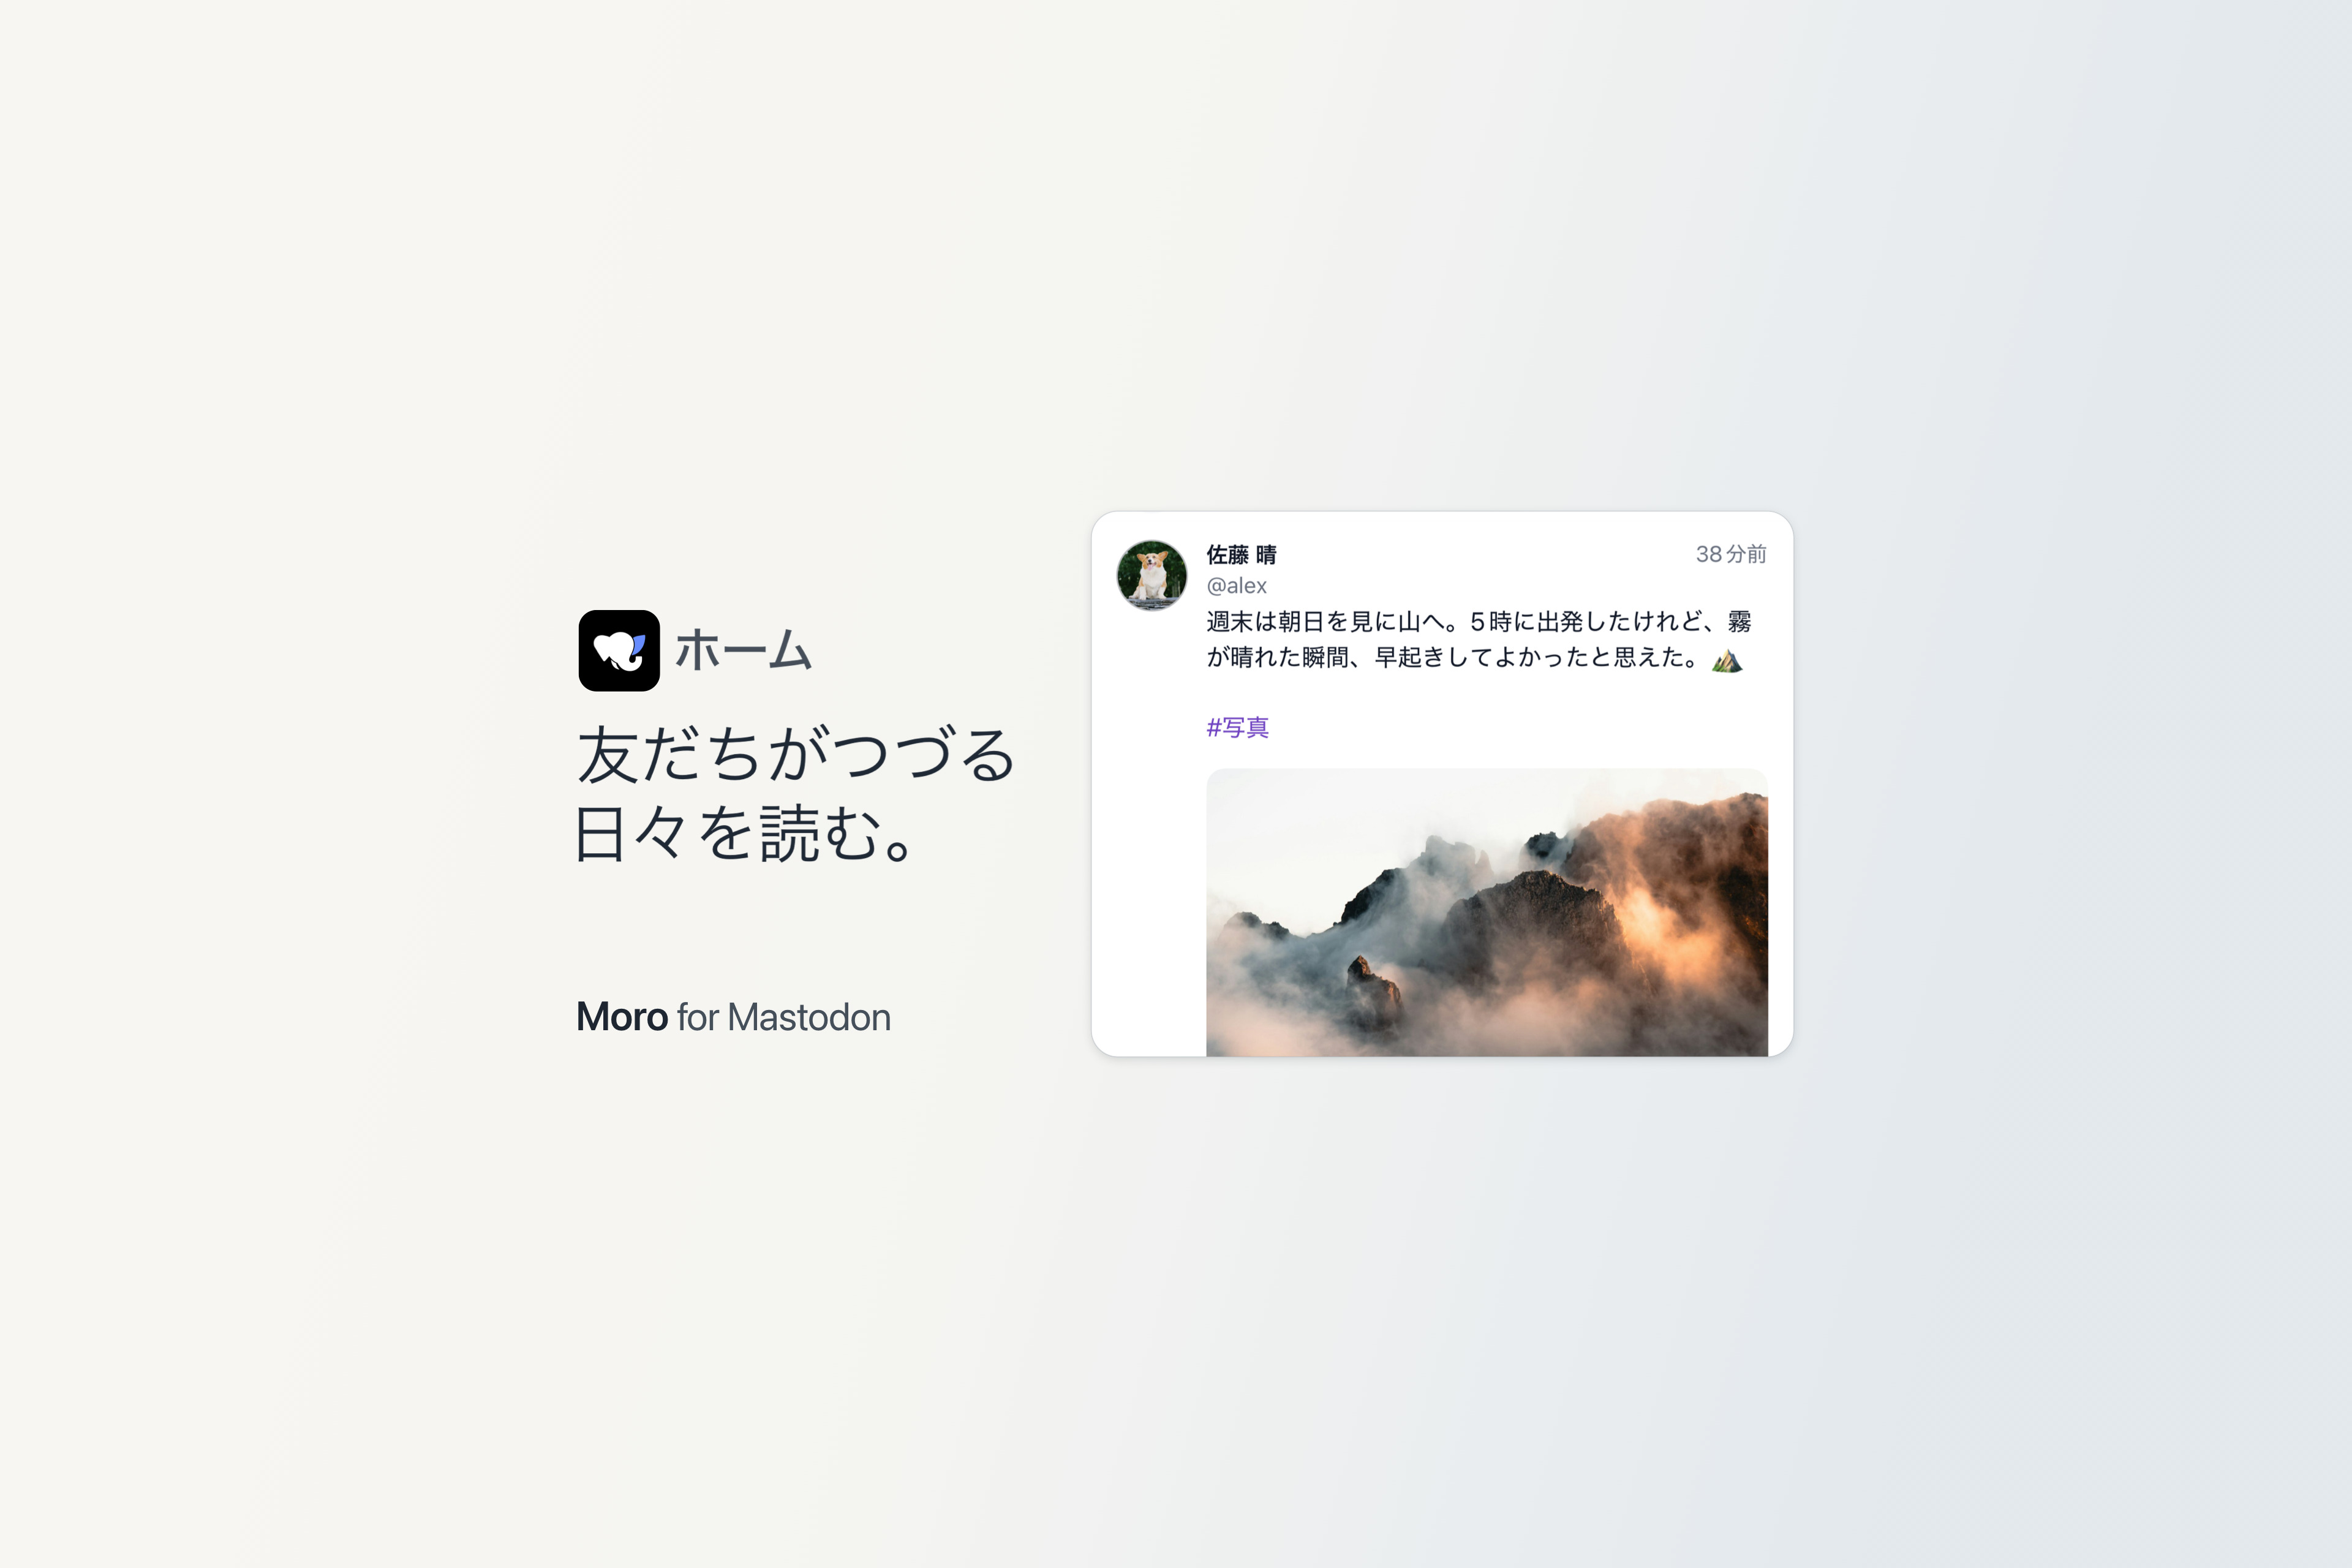 ホーム
友だちがつづる
日々を読む。
Moro for Mastodon
佐藤 晴
38分前
@alex
週末は朝日を見に山へ。5時に出発したけれど、霧
が晴れた瞬間、早起きしてよかったと思えた。⛰️
#写真